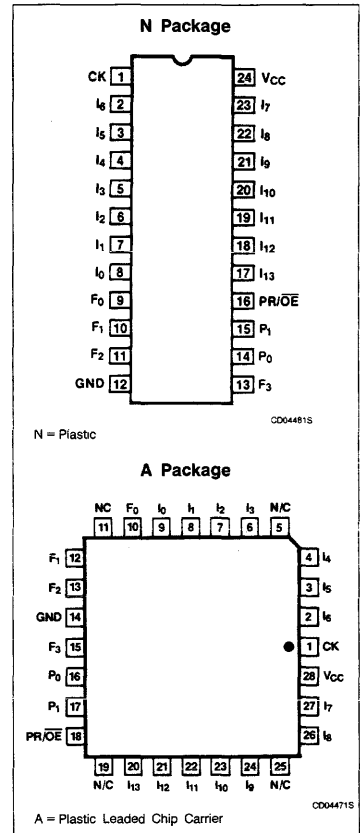 N Package
CK 1 24 VCC
I6 2 23 I7
I5 3 22 I8
I4 4 21 I9
I3 5 20 I10
I2 6 19 I11
I1 7 18 I12
I0 8 17 I13
F0 9 16 PR/OE
F1 10 15 P1
F2 11 14 P0
GND 12 13 F3
CD04481S
N = Plastic
A Package
NC F0 I0 I1 I2 I3 N/C
11 10 9 8 7 6 5
F1 12 4 I4
F2 13 3 I5
GND 14 2 I6
F3 15 1 CK
P0 16 28 VCC
P1 17 27 I7
PR/OE 18 26 I8
19 20 21 22 23 24 25
N/C I13 I12 I11 I10 I9 N/C
CD04471S
A = Plastic Leaded Chip Carrier